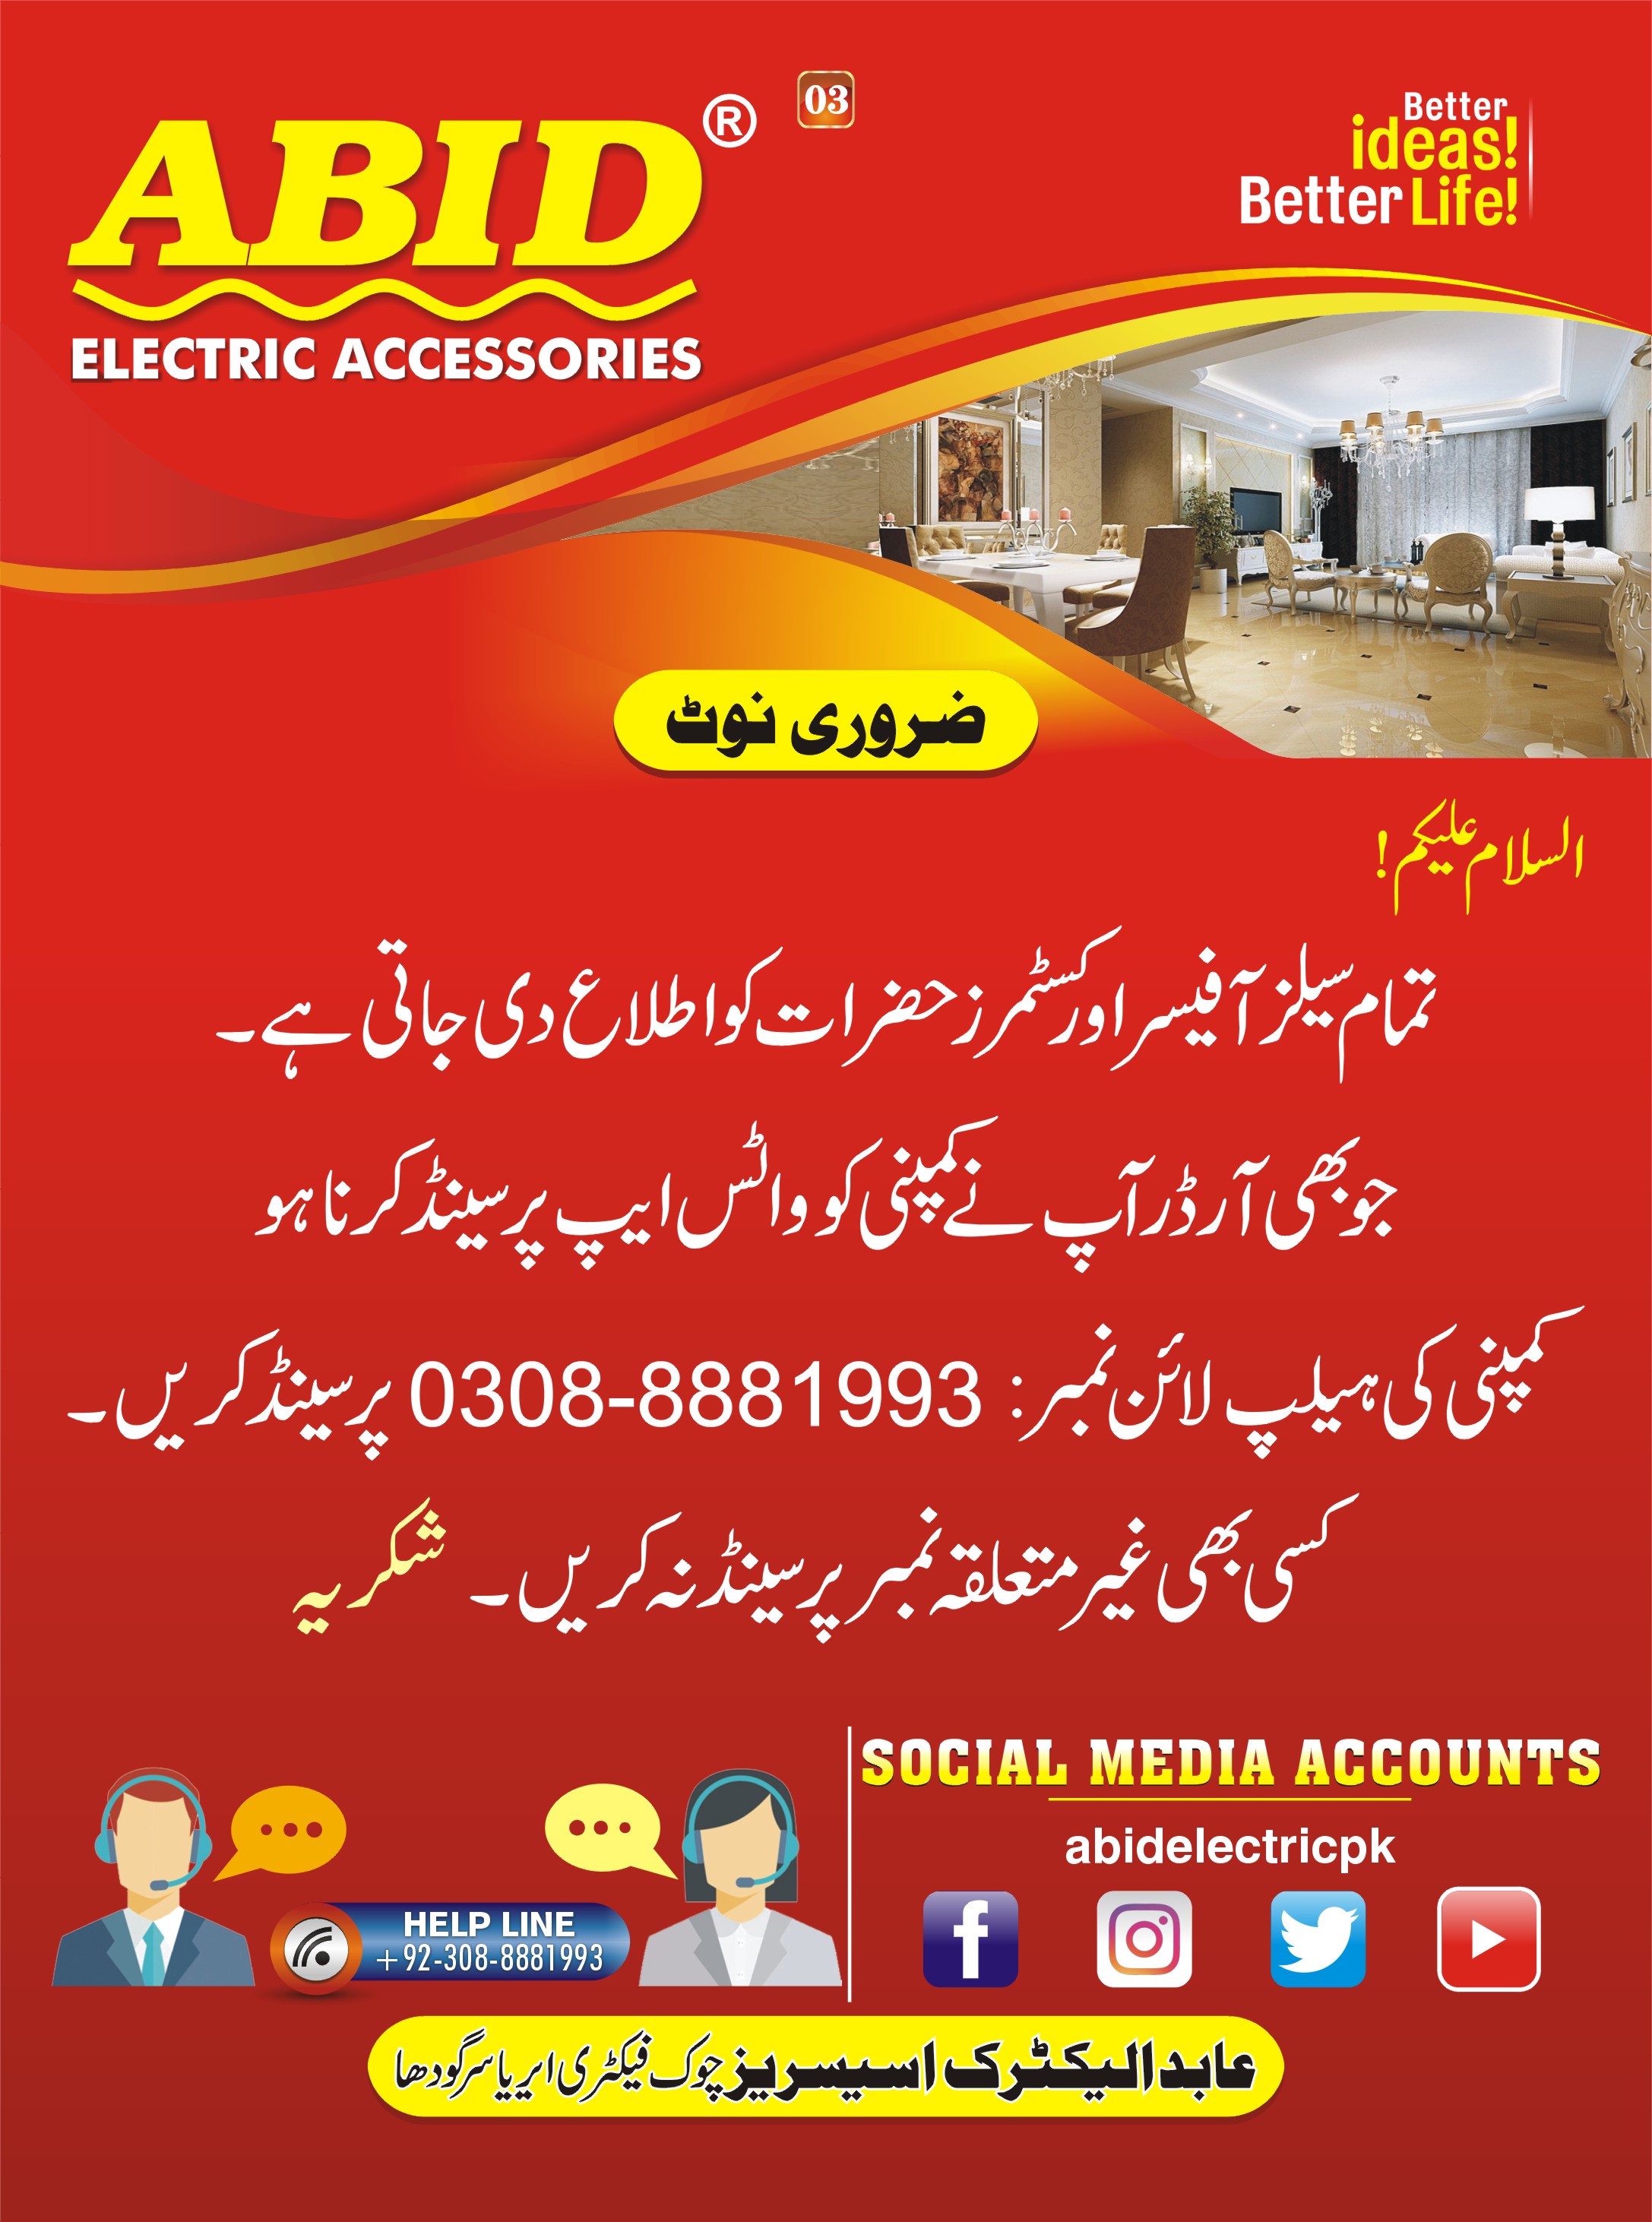 ABID®
ELECTRIC ACCESSORIES
03
Better
ideas!
Better Life!
ضروری نوٹ
السلام علیکم!
تمام سیلز آفیسر اور کسٹمرز حضرات کو اطلاع دی جاتی ہے۔
جو بھی آرڈر آپ نے کمپنی کو واٹس ایپ پر سینڈ کرنا ہو
کمپنی کی ہیلپ لائن نمبر: 0308-8881993 پر سینڈ کریں۔
کسی بھی غیر متعلقہ نمبر پر سینڈ نہ کریں۔ شکریہ
HELP LINE
+92-308-8881993
SOCIAL MEDIA ACCOUNTS
abidelectricpk
عابد الیکٹرک اسیسریز چوک فیکٹری ایریا سرگودھا